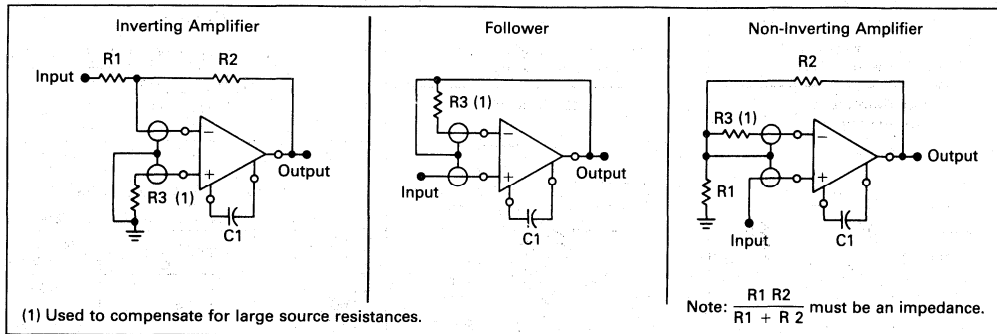 Inverting Amplifier
R1
R2
Input
−
+
R3 (1)
Output
C1
Follower
R3 (1)
−
+
Input
Output
C1
Non-Inverting Amplifier
R2
R3 (1)
−
+
R1
Output
Input
C1
(1) Used to compensate for large source resistances.
Note: R1 R2 / R1 + R 2 must be an impedance.